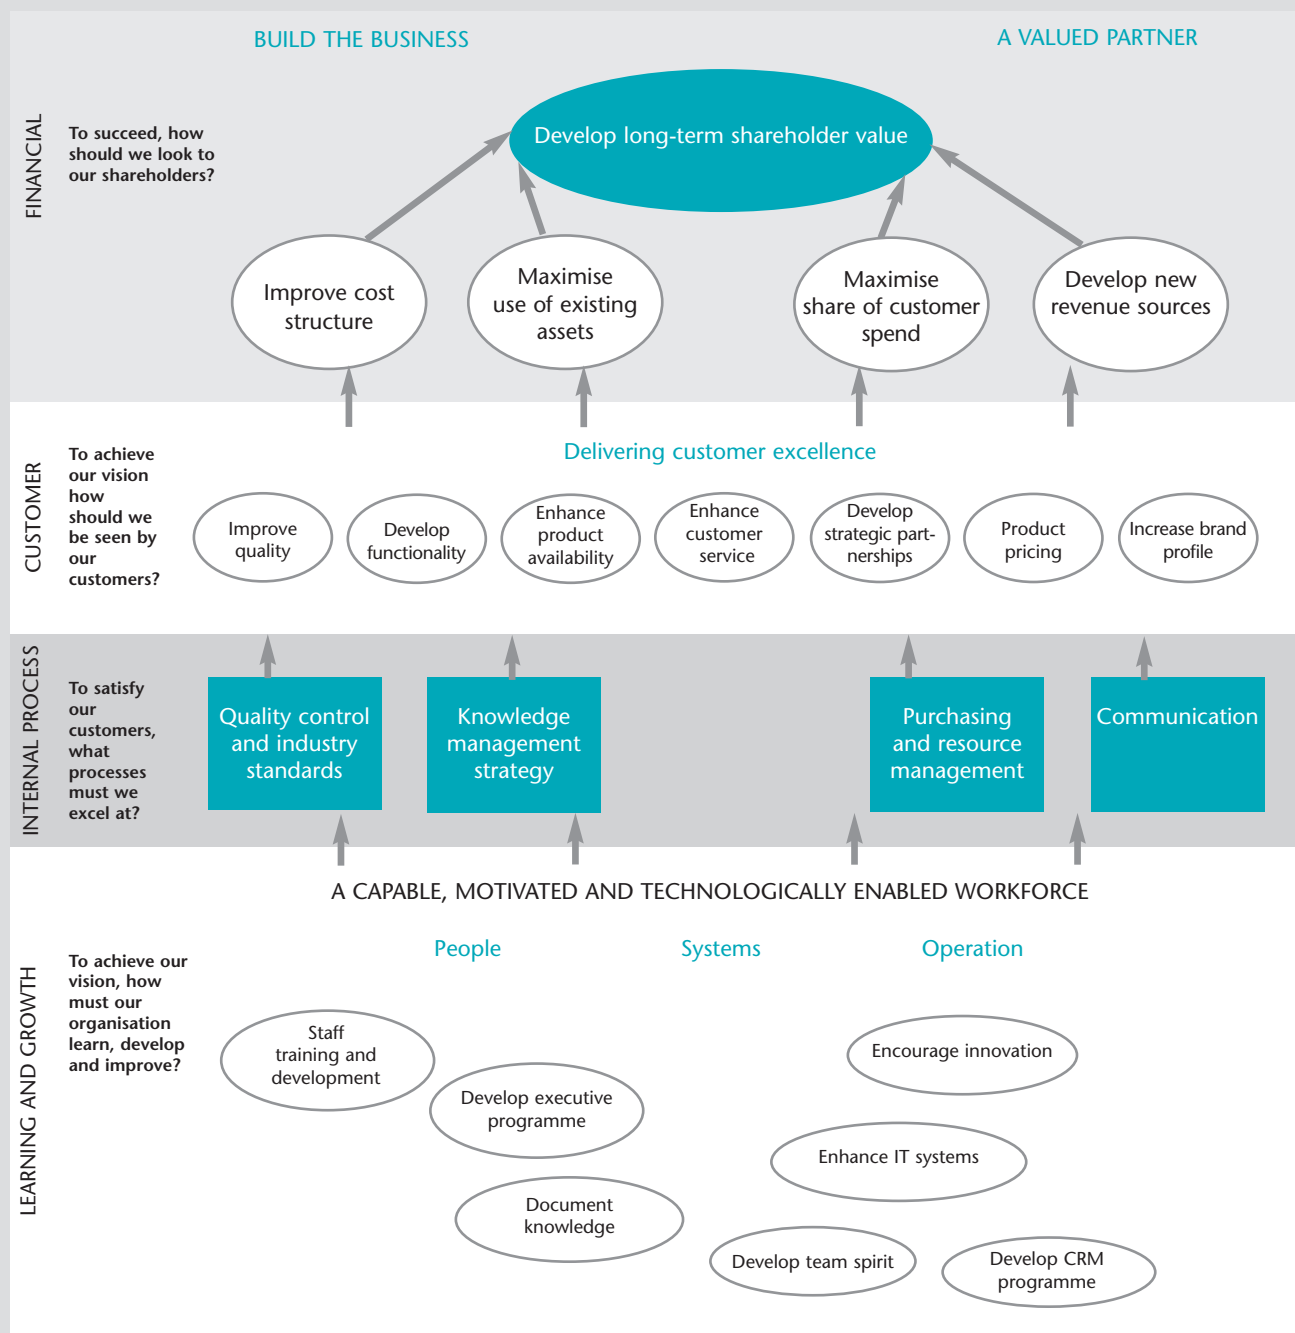 BUILD THE BUSINESS
A VALUED PARTNER
FINANCIAL
To succeed, how
should we look to
our shareholders?
Develop long-term shareholder value
Improve cost
structure
Maximise
use of existing
assets
Maximise
share of customer
spend
Develop new
revenue sources
CUSTOMER
To achieve
our vision
how
should we
be seen by
our
customers?
Delivering customer excellence
Improve
quality
Develop
functionality
Enhance
product
availability
Enhance
customer
service
Develop
strategic part-
nerships
Product
pricing
Increase brand
profile
INTERNAL PROCESS
To satisfy
our
customers,
what
processes
must we
excel at?
Quality control
and industry
standards
Knowledge
management
strategy
Purchasing
and resource
management
Communication
A CAPABLE, MOTIVATED AND TECHNOLOGICALLY ENABLED WORKFORCE
People
Systems
Operation
LEARNING AND GROWTH
To achieve our
vision, how
must our
organisation
learn, develop
and improve?
Staff
training and
development
Develop executive
programme
Document
knowledge
Encourage innovation
Enhance IT systems
Develop team spirit
Develop CRM
programme